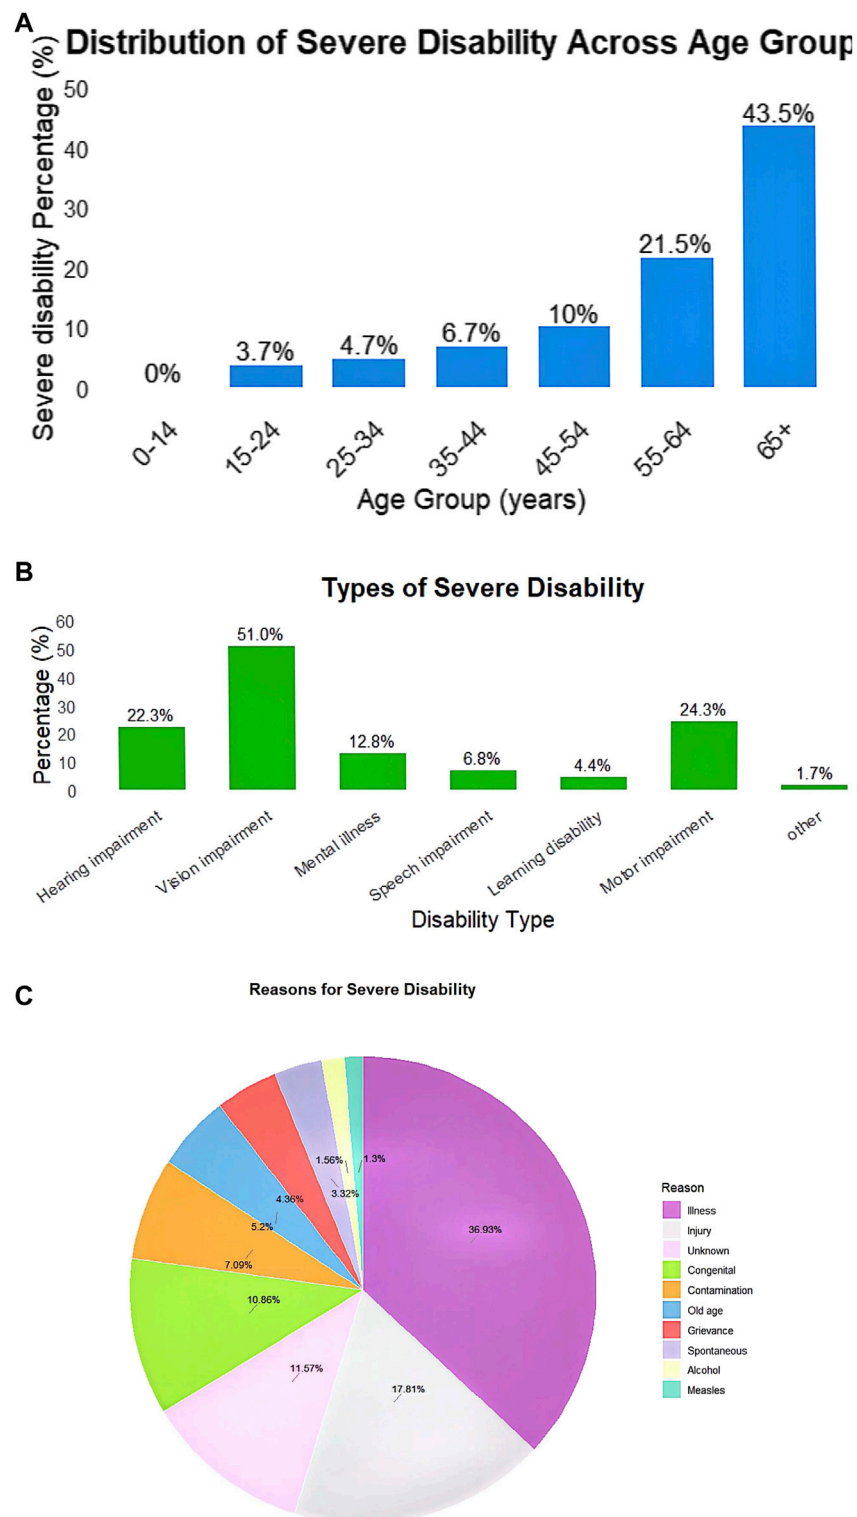 A
Distribution of Severe Disability Across Age Group
Severe disability Percentage (%)
50
40
30
20
10
0
0%
3.7%
4.7%
6.7%
10%
21.5%
43.5%
0-14
15-24
25-34
35-44
45-54
55-64
65+
Age Group (years)
B
Types of Severe Disability
Percentage (%)
60
50
40
30
20
10
0
22.3%
51.0%
12.8%
6.8%
4.4%
24.3%
1.7%
Hearing impairment
Vision impairment
Mental illness
Speech impairment
Learning disability
Motor impairment
other
Disability Type
C
Reasons for Severe Disability
1.56%
1.3%
3.32%
4.36%
5.2%
7.09%
10.86%
11.57%
17.81%
36.93%
Reason
Illness
Injury
Unknown
Congenital
Contamination
Old age
Grievance
Spontaneous
Alcohol
Measles